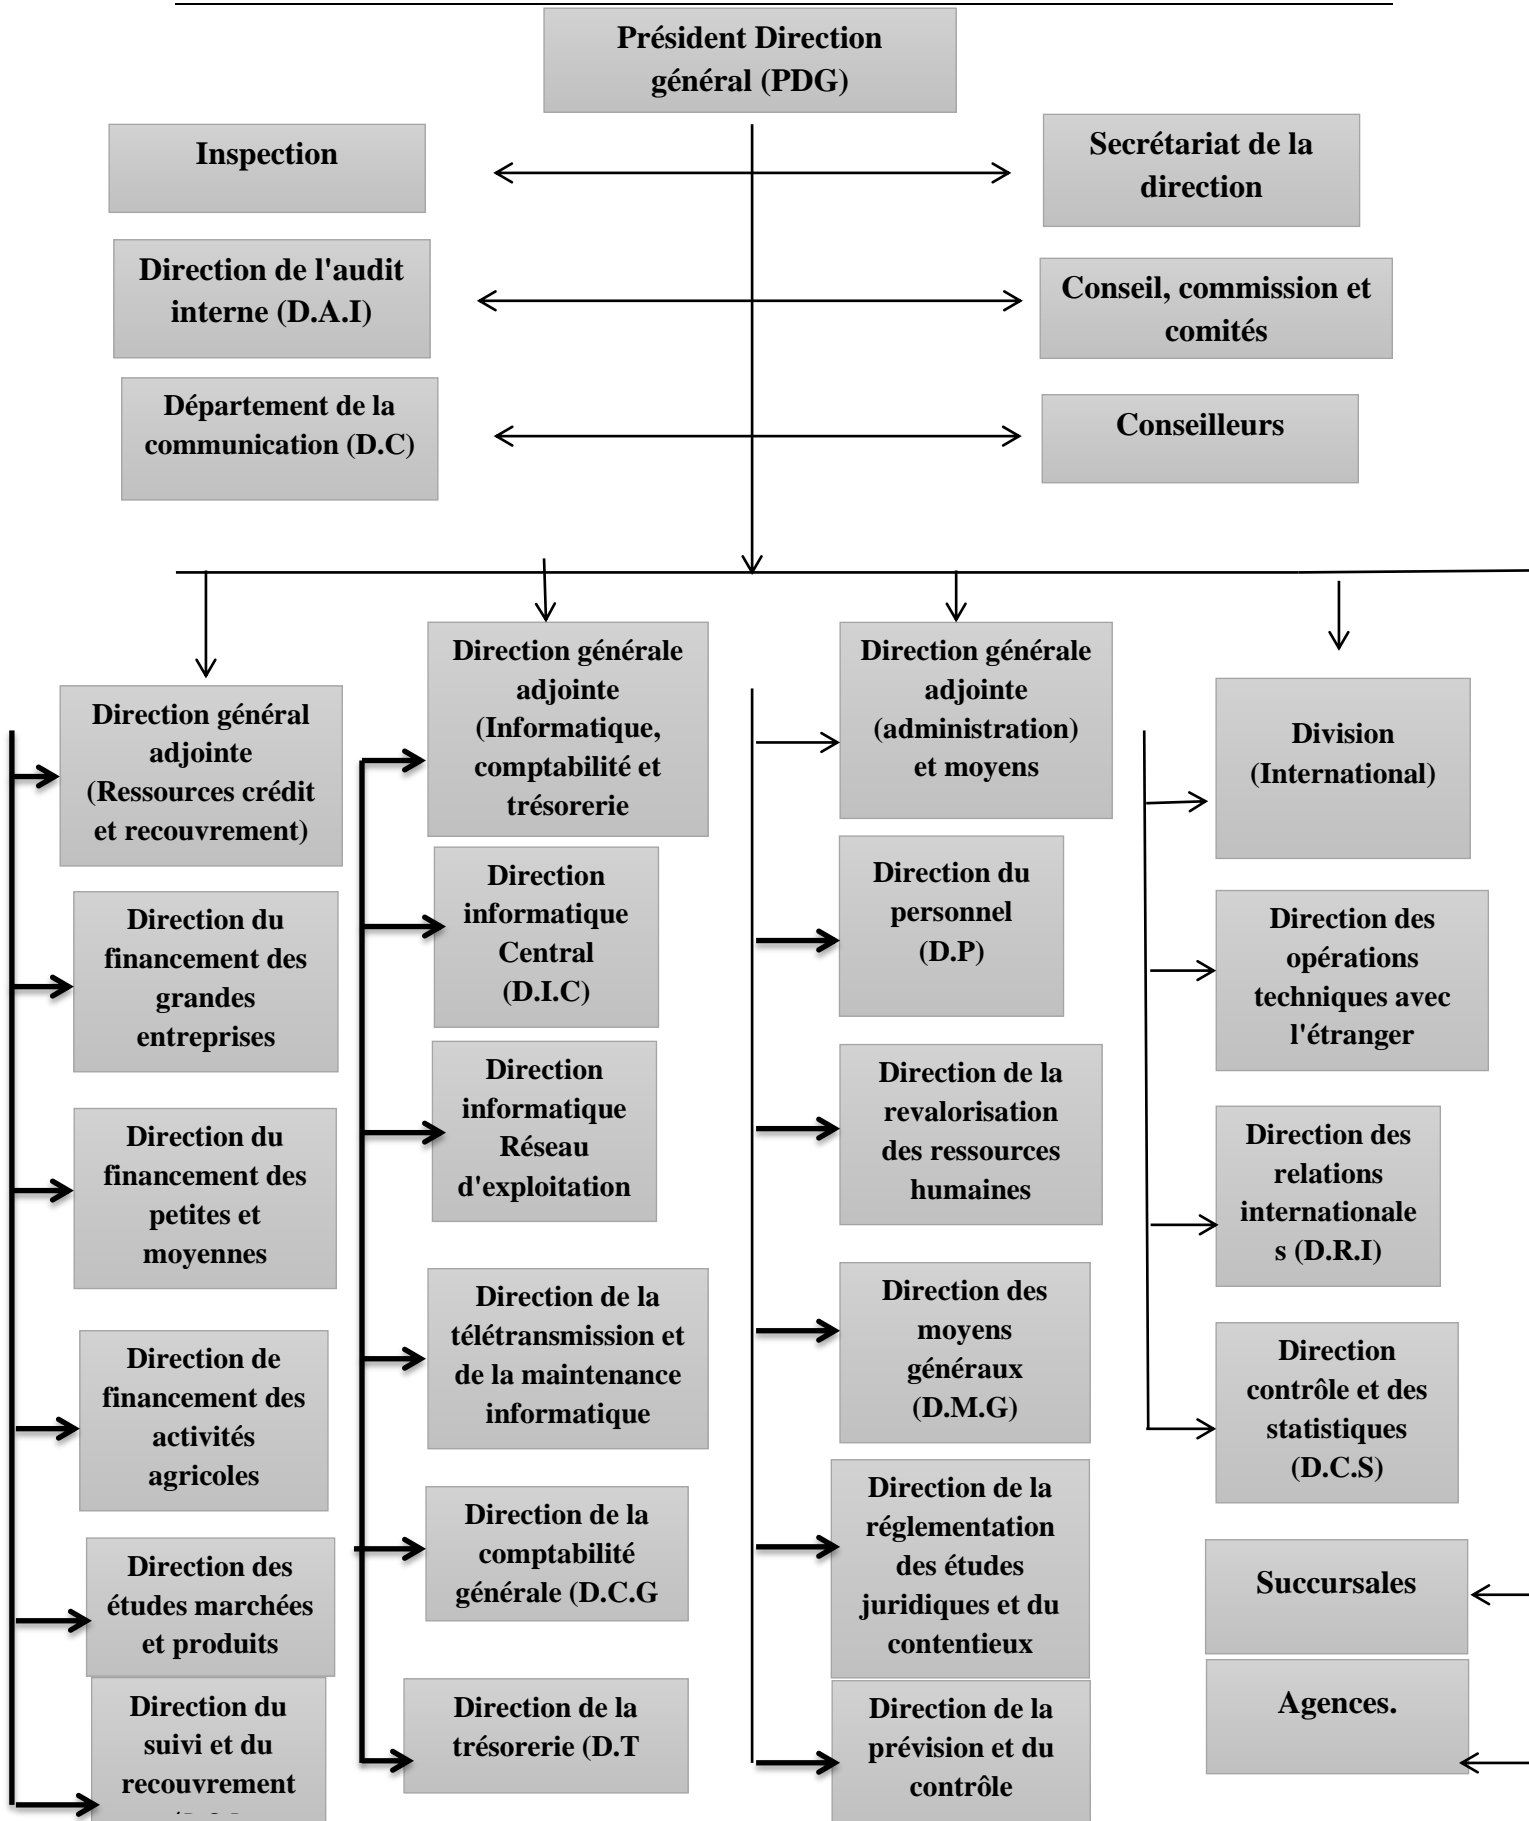 Président Direction
général (PDG)
Inspection
Secrétariat de la
direction
Direction de l'audit
interne (D.A.I)
Conseil, commission et
comités
Département de la
communication (D.C)
Conseilleurs
Direction général
adjointe
(Ressources crédit
et recouvrement)
Direction du
financement des
grandes
entreprises
Direction du
financement des
petites et
moyennes
Direction de
financement des
activités
agricoles
Direction des
études marchées
et produits
Direction du
suivi et du
recouvrement
Direction générale
adjointe
(Informatique,
comptabilité et
trésorerie
Direction
informatique
Central
(D.I.C)
Direction
informatique
Réseau
d'exploitation
Direction de la
télétransmission et
de la maintenance
informatique
Direction de la
comptabilité
générale (D.C.G
Direction de la
trésorerie (D.T
Direction générale
adjointe
(administration)
et moyens
Direction du
personnel
(D.P)
Direction de la
revalorisation
des ressources
humaines
Direction des
moyens
généraux
(D.M.G)
Direction de la
réglementation
des études
juridiques et du
contentieux
Direction de la
prévision et du
contrôle
Division
(International)
Direction des
opérations
techniques avec
l'étranger
Direction des
relations
internationale
s (D.R.I)
Direction
contrôle et des
statistiques
(D.C.S)
Succursales
Agences.